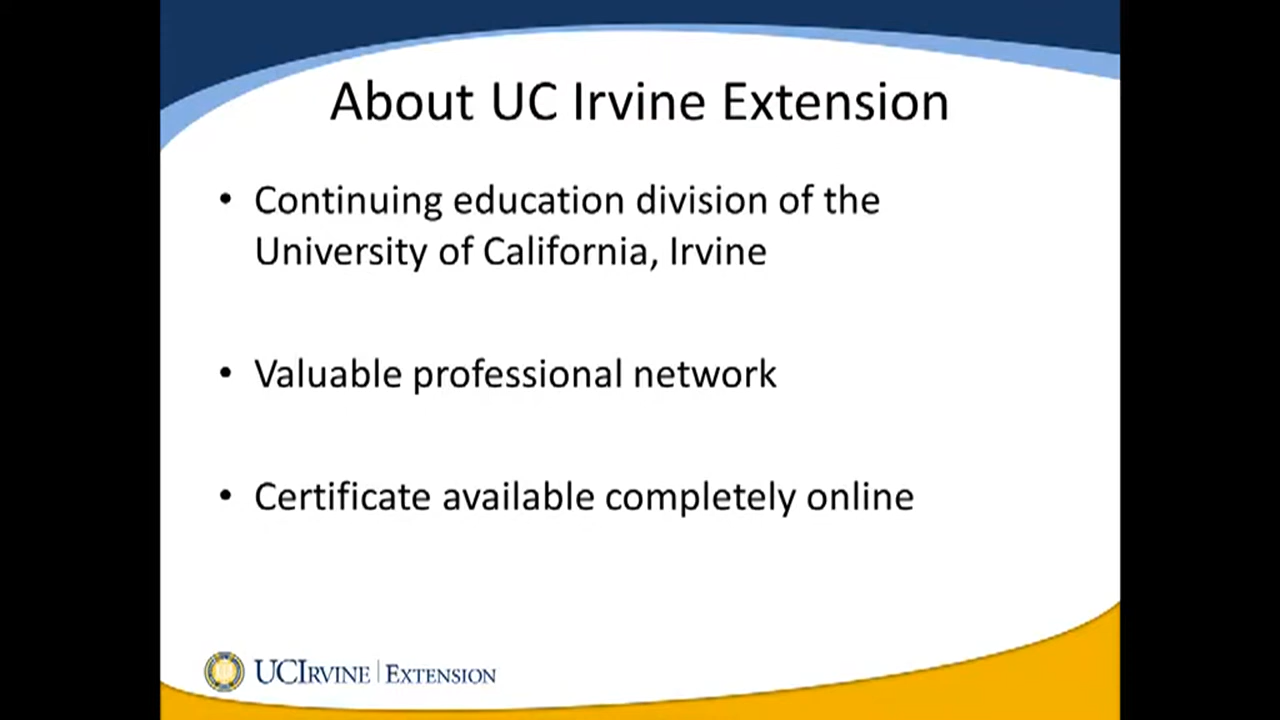 About UC Irvine Extension
• Continuing education division of the
University of California, Irvine
• Valuable professional network
• Certificate available completely online
UCIRVINE | EXTENSION